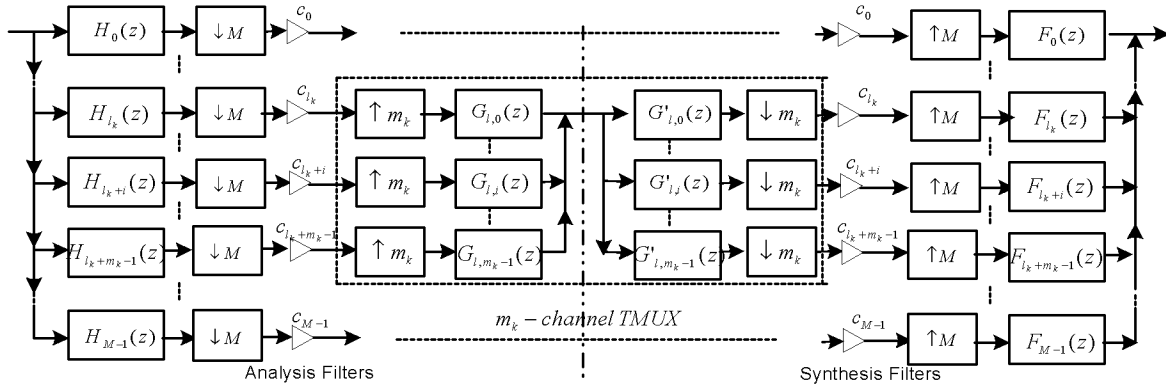 H_0(z) ↓M c_0 c_0 ↑M F_0(z)
H_{l_k}(z) ↓M c_{l_k} ↑m_k G_{l,0}(z) G'_{l,0}(z) ↓m_k c_{l_k} ↑M F_{l_k}(z)
H_{l_k+i}(z) ↓M c_{l_k+i} ↑m_k G_{l,i}(z) G'_{l,i}(z) ↓m_k c_{l_k+i} ↑M F_{l_k+i}(z)
H_{l_k+m_k-1}(z) ↓M c_{l_k+m_k-1} ↑m_k G_{l,m_k-1}(z) G'_{l,m_k-1}(z) ↓m_k c_{l_k+m_k-1} ↑M F_{l_k+m_k-1}(z)
m_k – channel TMUX
H_{M-1}(z) ↓M c_{M-1} c_{M-1} ↑M F_{M-1}(z)
Analysis Filters Synthesis Filters